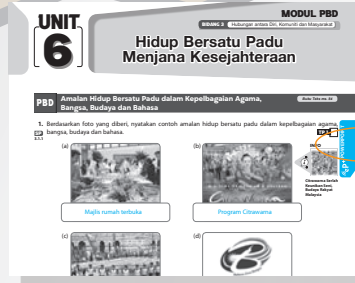 MODUL PBD
UNIT
6
BIDANG 3 Hubungan antara Diri, Komuniti dan Masyarakat
Hidup Bersatu Padu
Menjana Kesejahteraan
PBD
Amalan Hidup Bersatu Padu dalam Kepelbagaian Agama,
Bangsa, Budaya dan Bahasa
1. Berdasarkan foto yang diberi, nyatakan contoh amalan hidup bersatu padu dalam kepelbagaian agama,
bangsa, budaya dan bahasa.
(a)
(b)
INFO
Majlis rumah terbuka
Program Citrawarna
Citrawarna Serlah
Keunikan Seni,
Budaya Rakyat
Malaysia
(c)
(d)